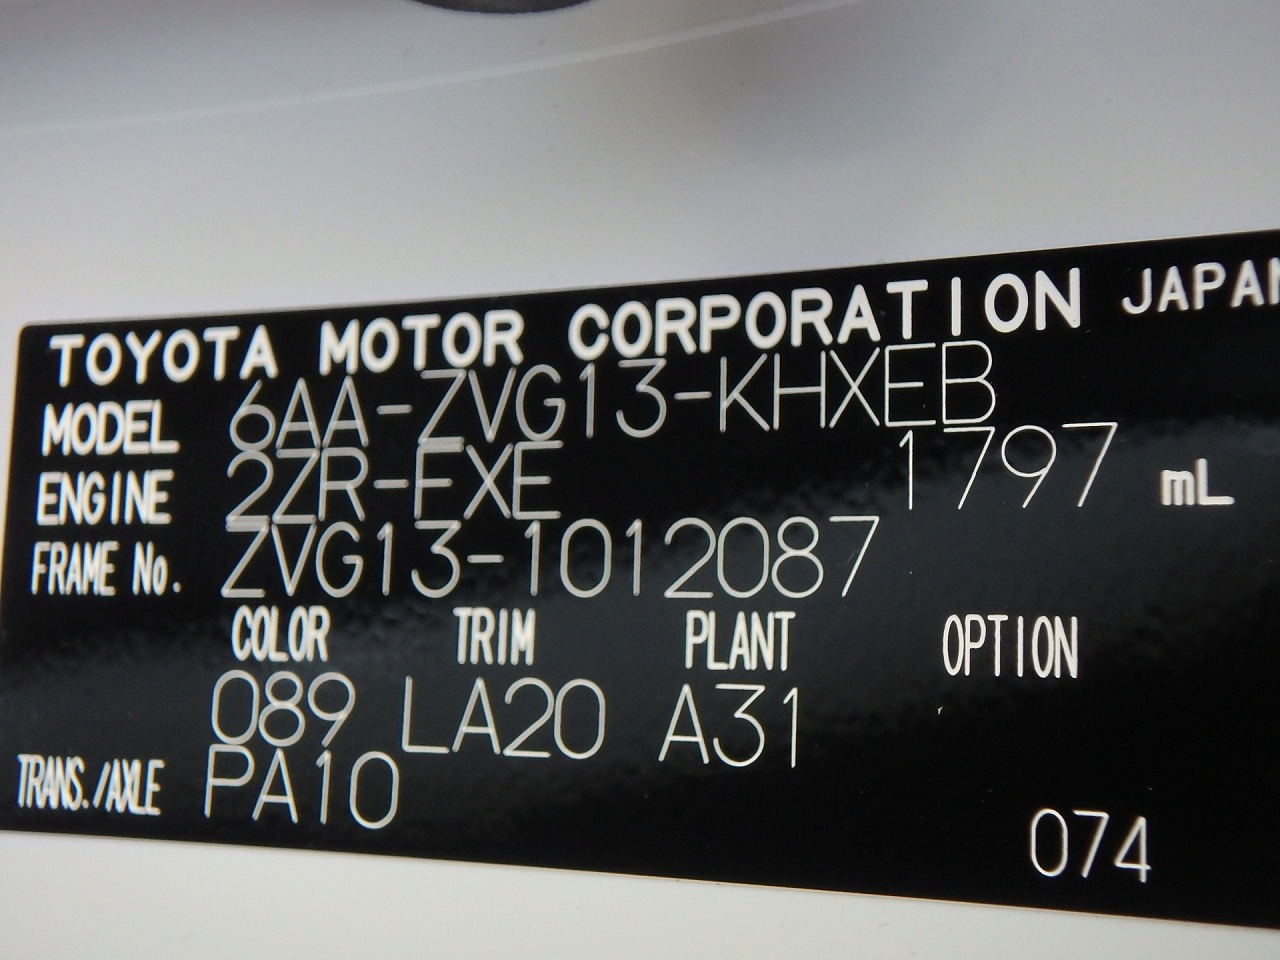 TOYOTA MOTOR CORPORATION JAPAN
MODEL 6AA-ZVG13-KHXEB
ENGINE 2ZR-FXE 1797 mL
FRAME No. ZVG13-1012087
COLOR TRIM PLANT OPTION
089 LA20 A31
TRANS./AXLE PA10
074